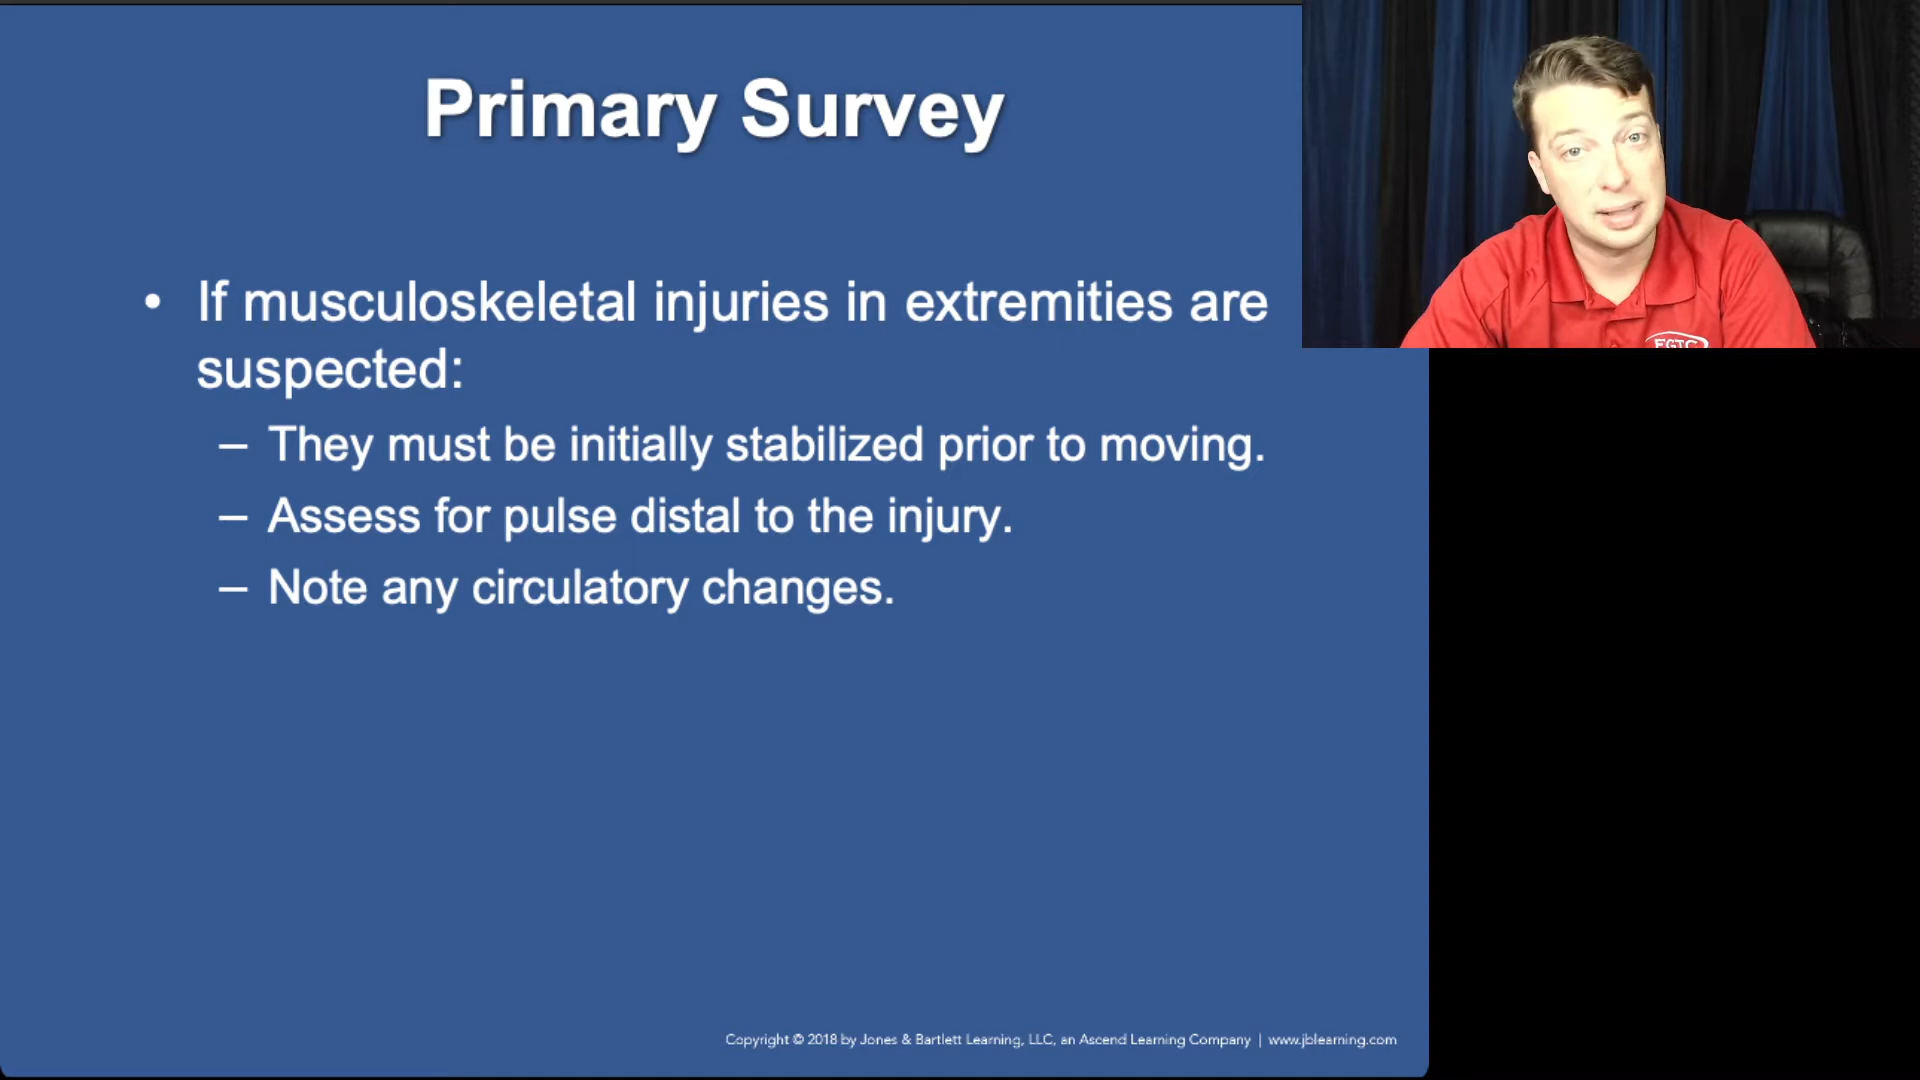 Primary Survey
• If musculoskeletal injuries in extremities are
suspected:
– They must be initially stabilized prior to moving.
– Assess for pulse distal to the injury.
– Note any circulatory changes.
Copyright © 2018 by Jones & Bartlett Learning, LLC, an Ascend Learning Company | www.jblearning.com